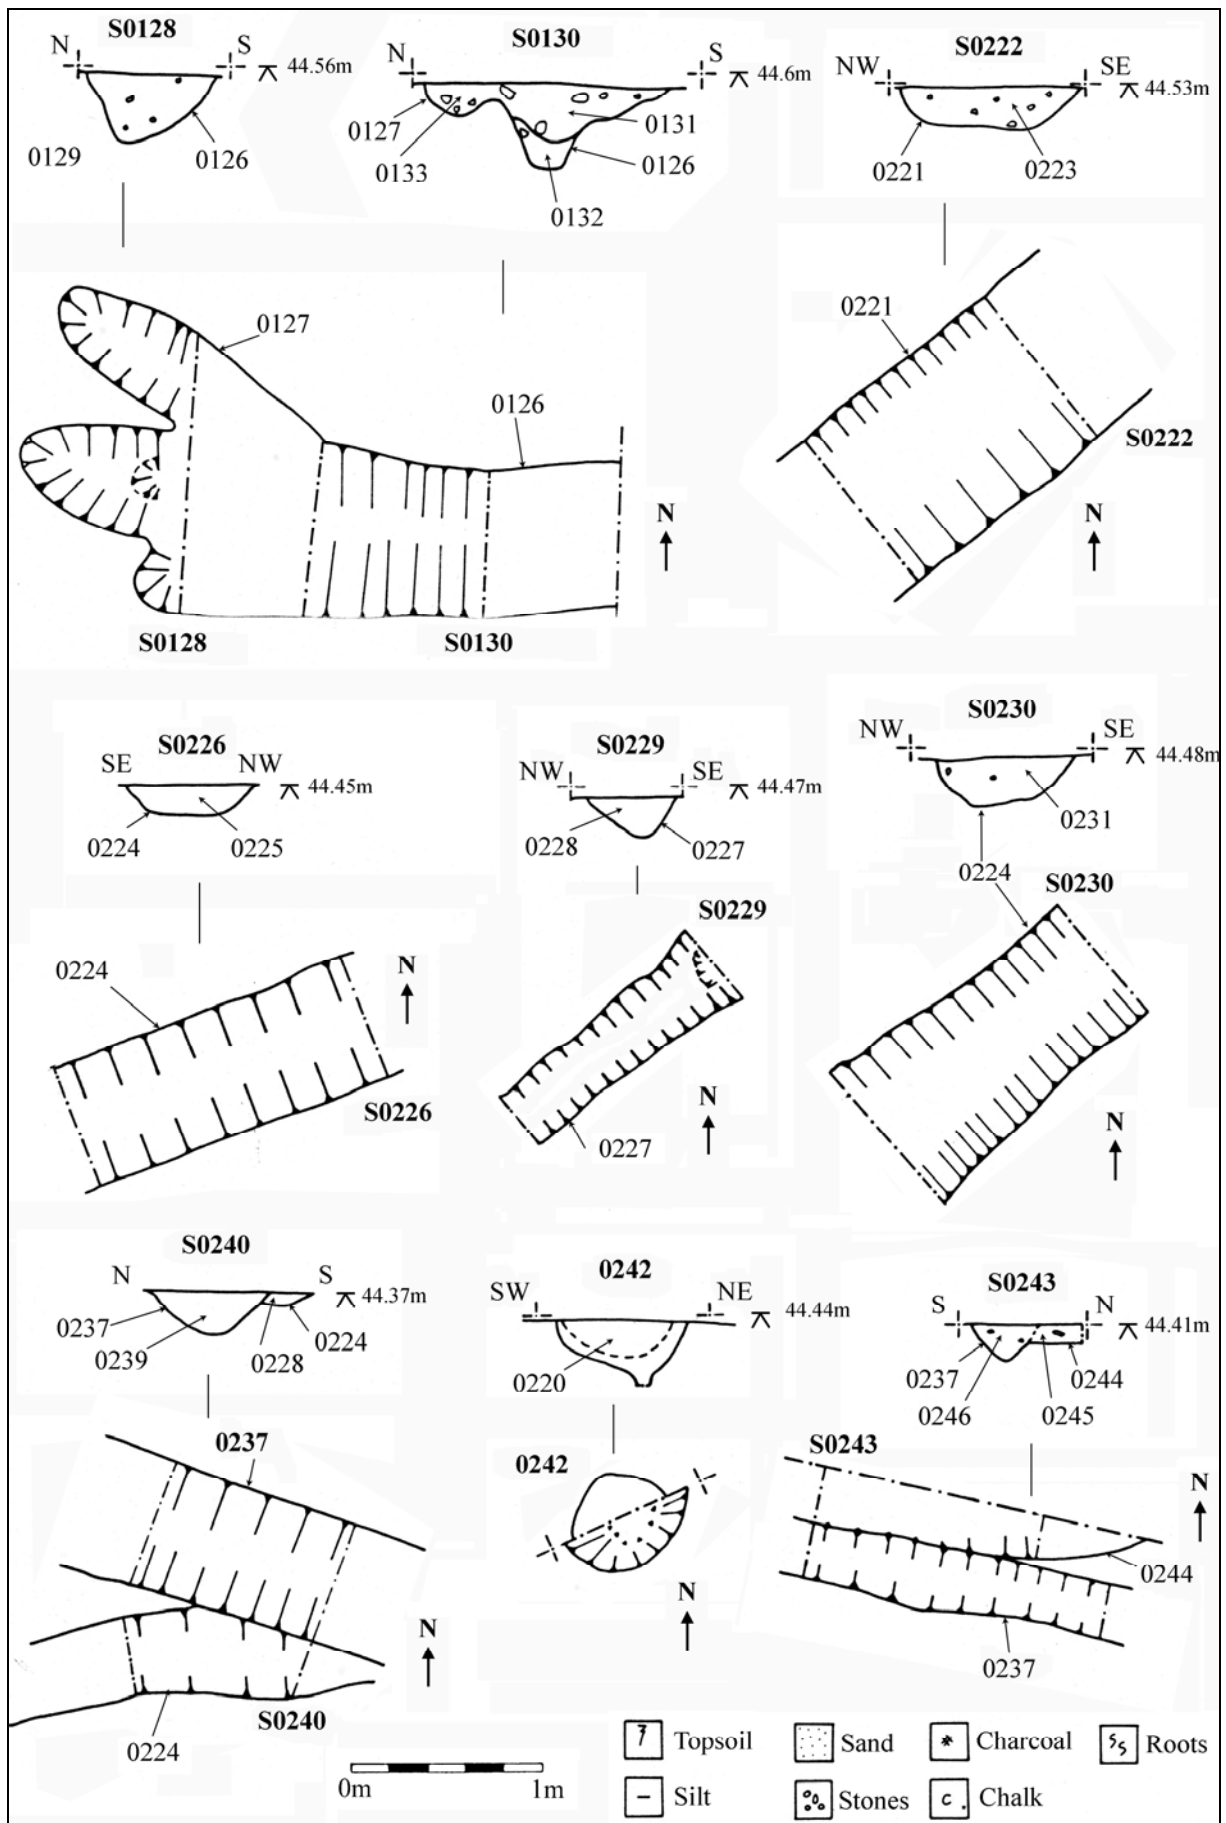 S0128
N S 44.56m
0129 0126
S0130
N S 44.6m
0127 0131
0133 0126
0132
S0222
NW SE 44.53m
0221 0223
0127
0126
N
S0128 S0130
0221
S0222
N
S0226
SE NW 44.45m
0224 0225
S0229
NW SE 44.47m
0228 0227
S0230
NW SE 44.48m
0231
0224
S0230
0224
N
S0226
S0229
N
0227
N
S0240
N S 44.37m
0237
0239 0228 0224
0242
SW NE 44.44m
0220
S0243
S N 44.41m
0237 0244
0246 0245
0237
N
0224
S0240
0242
N
S0243
N
0244
0237
0m 1m
Topsoil Sand Charcoal Roots
Silt Stones Chalk